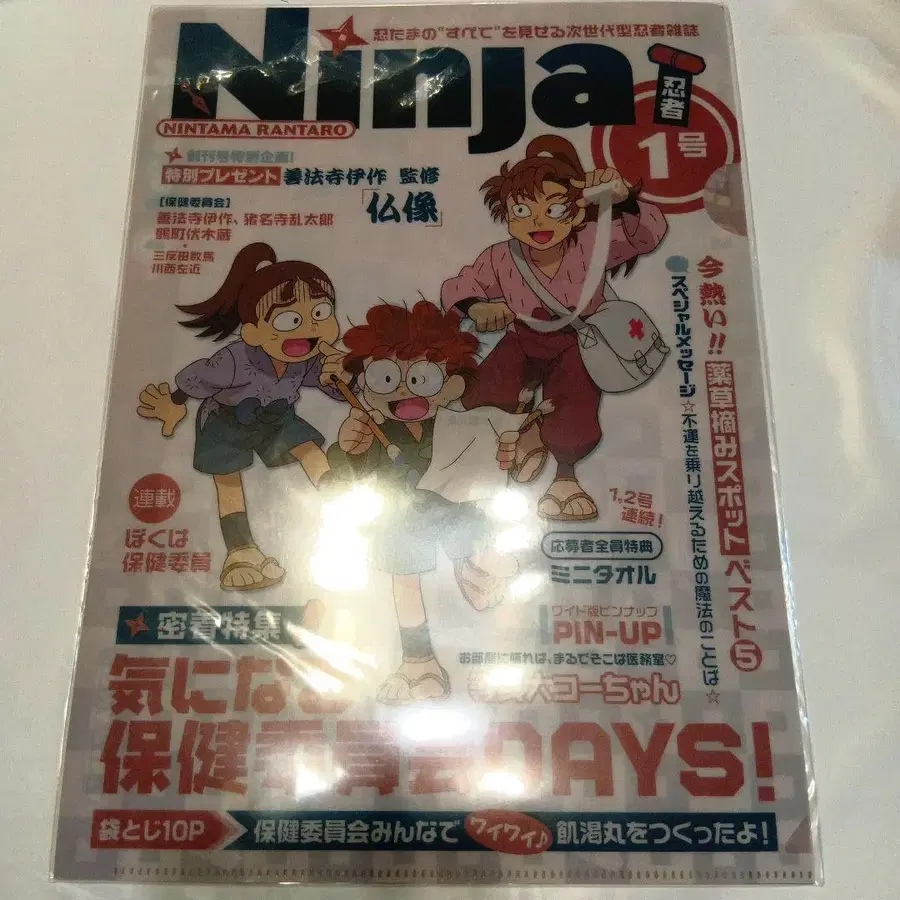 忍たまの"すべて"を見せる次世代型忍者雑誌
Ninja
忍者
NINTAMA RANTARO
1号
創刊号特別企画!
特別プレゼント 善法寺伊作 監修
「仏像」
【保健委員会】
善法寺伊作、猪名寺乱太郎
鶴町伏木蔵
三反田数馬
川西左近
今熱い!!薬草摘みスポットベスト5
スペシャルメッセージ☆不運を乗り越えるための魔法のことば☆
連載
ぼくは
保健委員
1,2号
連続!
応募者全員特典
ミニタオル
ワイド版ピンナップ
PIN-UP
お部屋に貼れば、まるでそこは医務室♡
大コーちゃん
密着特集
気になる
保健委員会DAYS!
袋とじ10P
保健委員会みんなで ワイワイ♪ 飢渇丸をつくったよ!